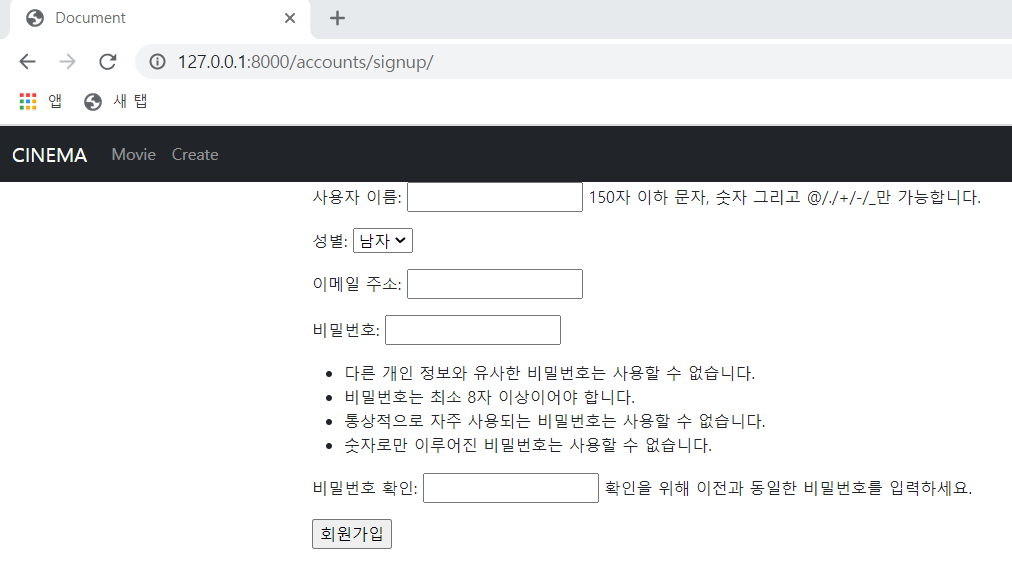 Document
127.0.0.1:8000/accounts/signup/
앱 새 탭
CINEMA Movie Create
사용자 이름: 150자 이하 문자, 숫자 그리고 @/./+/-/_만 가능합니다.
성별: 남자
이메일 주소:
비밀번호:
다른 개인 정보와 유사한 비밀번호는 사용할 수 없습니다.
비밀번호는 최소 8자 이상이어야 합니다.
통상적으로 자주 사용되는 비밀번호는 사용할 수 없습니다.
숫자로만 이루어진 비밀번호는 사용할 수 없습니다.
비밀번호 확인: 확인을 위해 이전과 동일한 비밀번호를 입력하세요.
회원가입